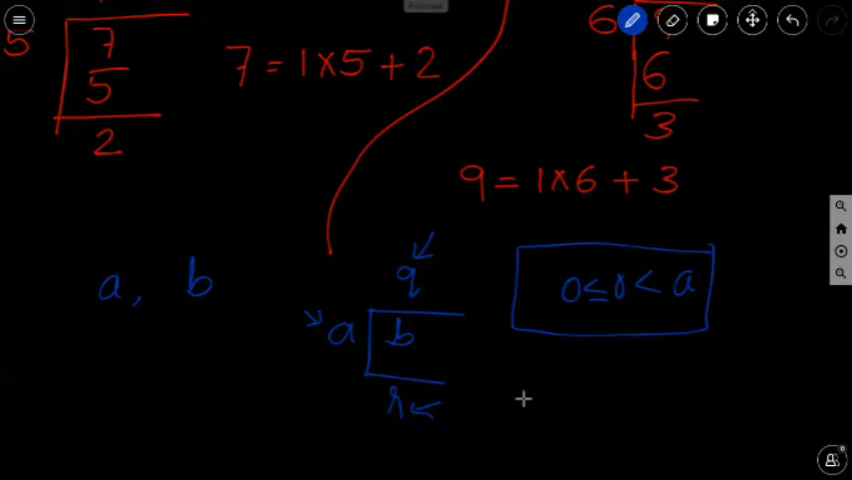 5
7
5
2
7 = 1 × 5 + 2
6
6
3
9 = 1 × 6 + 3
a, b
q
a
b
r
0 ≤ r < a